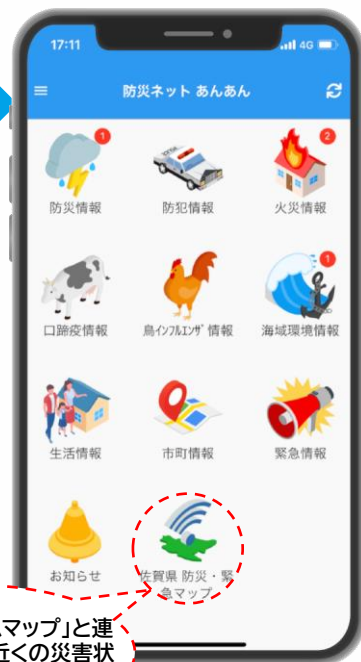 17:11
4G
防災ネット あんあん
1
2
防災情報
防犯情報
火災情報
1
口蹄疫情報
鳥インフルエンザ 情報
海域環境情報
生活情報
市町情報
緊急情報
お知らせ
佐賀県 防災・緊
急マップ
マップ」と連
近くの災害状